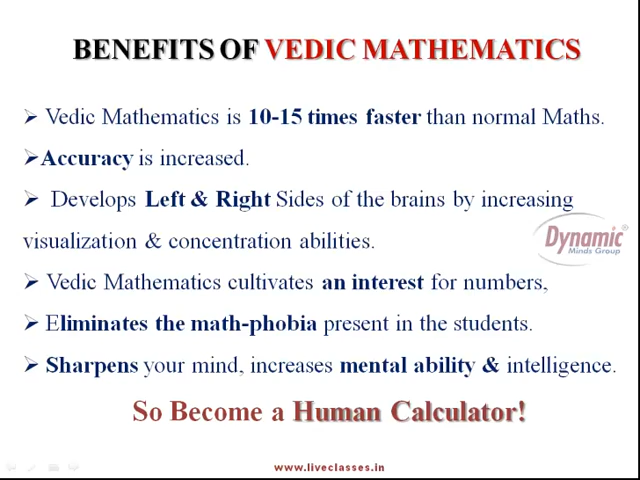 BENEFITS OF VEDIC MATHEMATICS
➢ Vedic Mathematics is 10-15 times faster than normal Maths.
➢Accuracy is increased.
➢ Develops Left & Right Sides of the brains by increasing
visualization & concentration abilities.
Dynamic®
Minds Group
➢ Vedic Mathematics cultivates an interest for numbers,
➢ Eliminates the math-phobia present in the students.
➢ Sharpens your mind, increases mental ability & intelligence.
So Become a Human Calculator!
www.liveclasses.in